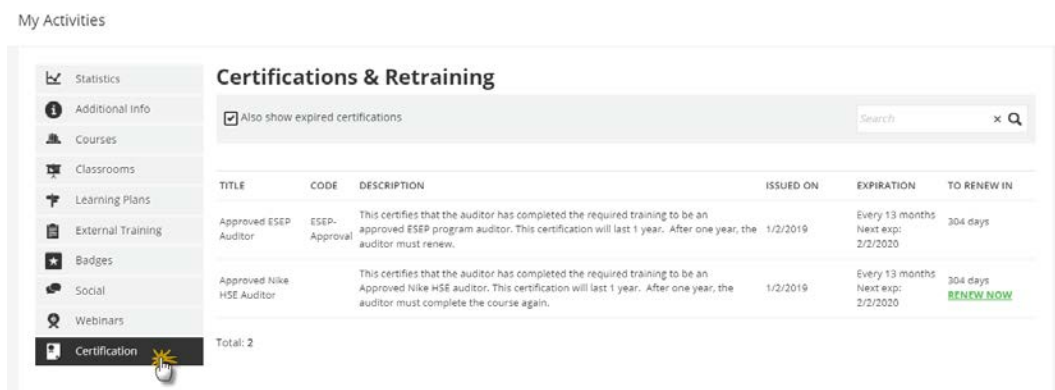 My Activities
Statistics
Additional Info
Courses
Classrooms
Learning Plans
External Training
Badges
Social
Webinars
Certification
Certifications & Retraining
Also show expired certifications
Search
TITLE CODE DESCRIPTION ISSUED ON EXPIRATION TO RENEW IN
Approved ESEP
Auditor
ESEP-
Approval
This certifies that the auditor has completed the required training to be an
approved ESEP program auditor. This certification will last 1 year. After one year, the
auditor must renew.
1/2/2019
Every 13 months
Next exp:
2/2/2020
304 days
Approved Nike
HSE Auditor
This certifies that the auditor has completed the required training to be an
Approved Nike HSE auditor. This certification will last 1 year. After one year, the
auditor must complete the course again.
1/2/2019
Every 13 months
Next exp:
2/2/2020
304 days
RENEW NOW
Total: 2